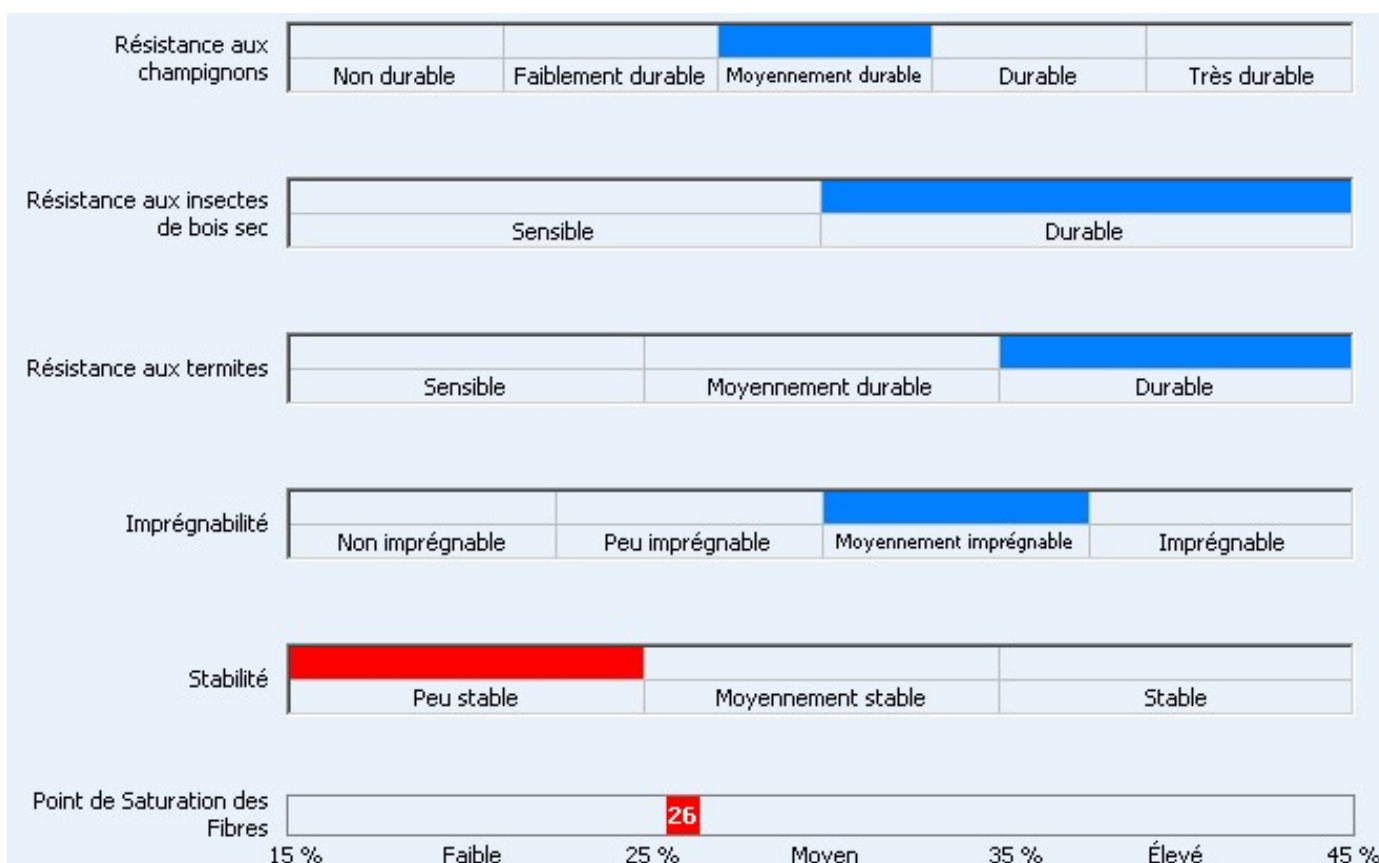 Résistance aux
champignons
Non durable Faiblement durable Moyennement durable Durable Très durable
Résistance aux insectes
de bois sec
Sensible Durable
Résistance aux termites
Sensible Moyennement durable Durable
Imprégnabilité
Non imprégnable Peu imprégnable Moyennement imprégnable Imprégnable
Stabilité
Peu stable Moyennement stable Stable
Point de Saturation des
Fibres
26
15 % Faible 25 % Moyen 35 % Élevé 45 %